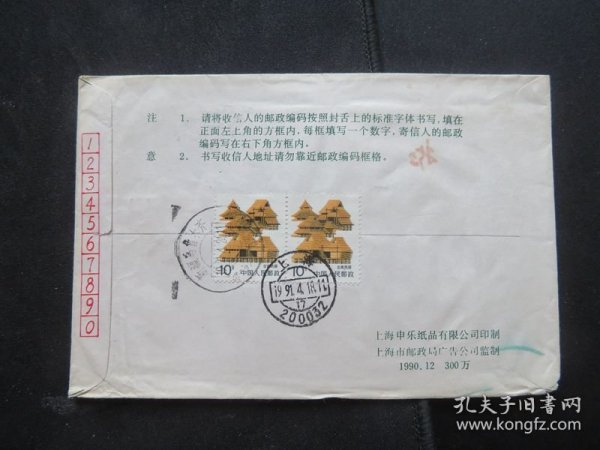 注 1. 请将收信人的邮政编码按照封舌上的标准字体书写,填在
正面左上角的方框内,每框填写一个数字,寄信人的邮政
编码写在右下角方框内。
意 2. 书写收信人地址请勿靠近邮政编码框格。
1
2
3
4
5
6
7
8
9
0
10分
中国人民邮政
10
中国人民邮政
上海
1991.4.18.11
17
200032
上海申乐纸品有限公司印制
上海市邮政局广告公司监制
1990.12 300万
孔夫子旧书网
www.kongfz.com